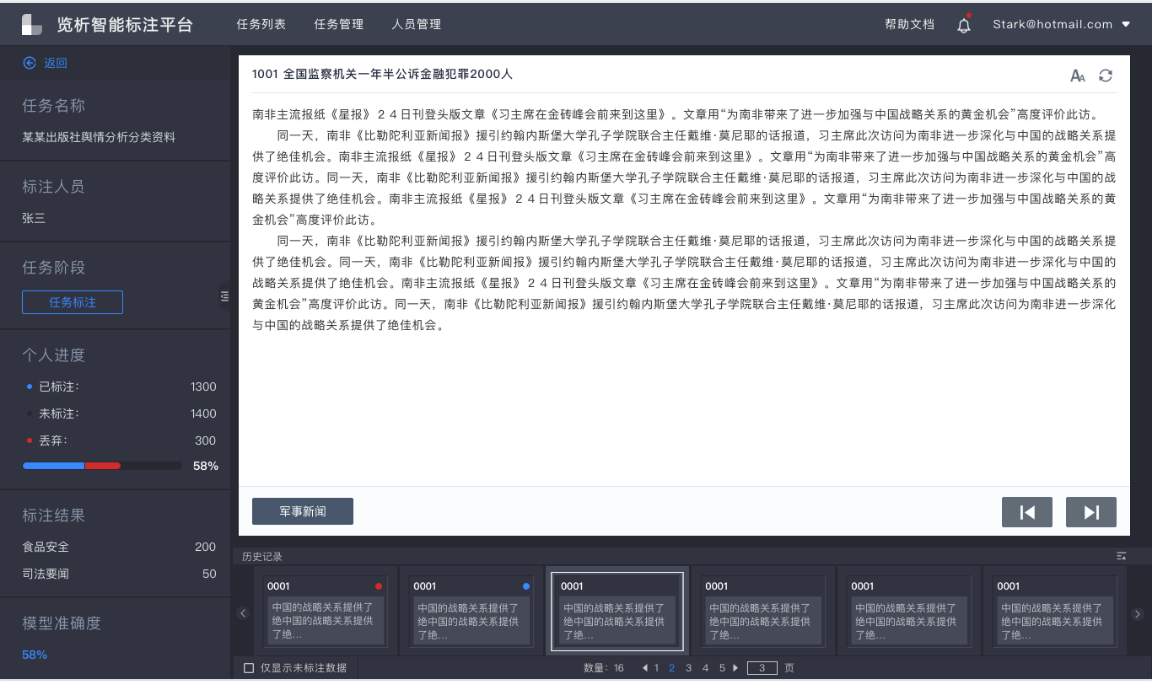 览析智能标注平台
任务列表 任务管理 人员管理
帮助文档
Stark@hotmail.com
返回
任务名称
某某出版社舆情分析分类资料
标注人员
张三
任务阶段
任务标注
个人进度
已标注: 1300
未标注: 1400
丢弃: 300
58%
标注结果
食品安全 200
司法要闻 50
模型准确度
58%
1001 全国监察机关一年半公诉金融犯罪2000人
AA
南非主流报纸《星报》２４日刊登头版文章《习主席在金砖峰会前来到这里》。文章用“为南非带来了进一步加强与中国战略关系的黄金机会”高度评价此访。
同一天，南非《比勒陀利亚新闻报》援引约翰内斯堡大学孔子学院联合主任戴维·莫尼耶的话报道，习主席此次访问为南非进一步深化与中国的战略关系提
供了绝佳机会。南非主流报纸《星报》２４日刊登头版文章《习主席在金砖峰会前来到这里》。文章用“为南非带来了进一步加强与中国战略关系的黄金机会”高
度评价此访。同一天，南非《比勒陀利亚新闻报》援引约翰内斯堡大学孔子学院联合主任戴维·莫尼耶的话报道，习主席此次访问为南非进一步深化与中国的战
略关系提供了绝佳机会。南非主流报纸《星报》２４日刊登头版文章《习主席在金砖峰会前来到这里》。文章用“为南非带来了进一步加强与中国战略关系的黄
金机会”高度评价此访。
同一天，南非《比勒陀利亚新闻报》援引约翰内斯堡大学孔子学院联合主任戴维·莫尼耶的话报道，习主席此次访问为南非进一步深化与中国的战略关系提
供了绝佳机会。同一天，南非《比勒陀利亚新闻报》援引约翰内斯堡大学孔子学院联合主任戴维·莫尼耶的话报道，习主席此次访问为南非进一步深化与中国的
战略关系提供了绝佳机会。南非主流报纸《星报》２４日刊登头版文章《习主席在金砖峰会前来到这里》。文章用“为南非带来了进一步加强与中国战略关系的
黄金机会”高度评价此访。同一天，南非《比勒陀利亚新闻报》援引约翰内斯堡大学孔子学院联合主任戴维·莫尼耶的话报道，习主席此次访问为南非进一步深化
与中国的战略关系提供了绝佳机会。
军事新闻
历史记录
0001
中国的战略关系提供了
绝中国的战略关系提供
了绝...
0001
中国的战略关系提供了
绝中国的战略关系提供
了绝...
0001
中国的战略关系提供了
绝中国的战略关系提供
了绝...
0001
中国的战略关系提供了
绝中国的战略关系提供
了绝...
0001
中国的战略关系提供了
绝中国的战略关系提供
了绝...
0001
中国的战略关系提供了
绝中国的战略关系提供
了绝...
仅显示未标注数据
数量: 16 1 2 3 4 5 3 页